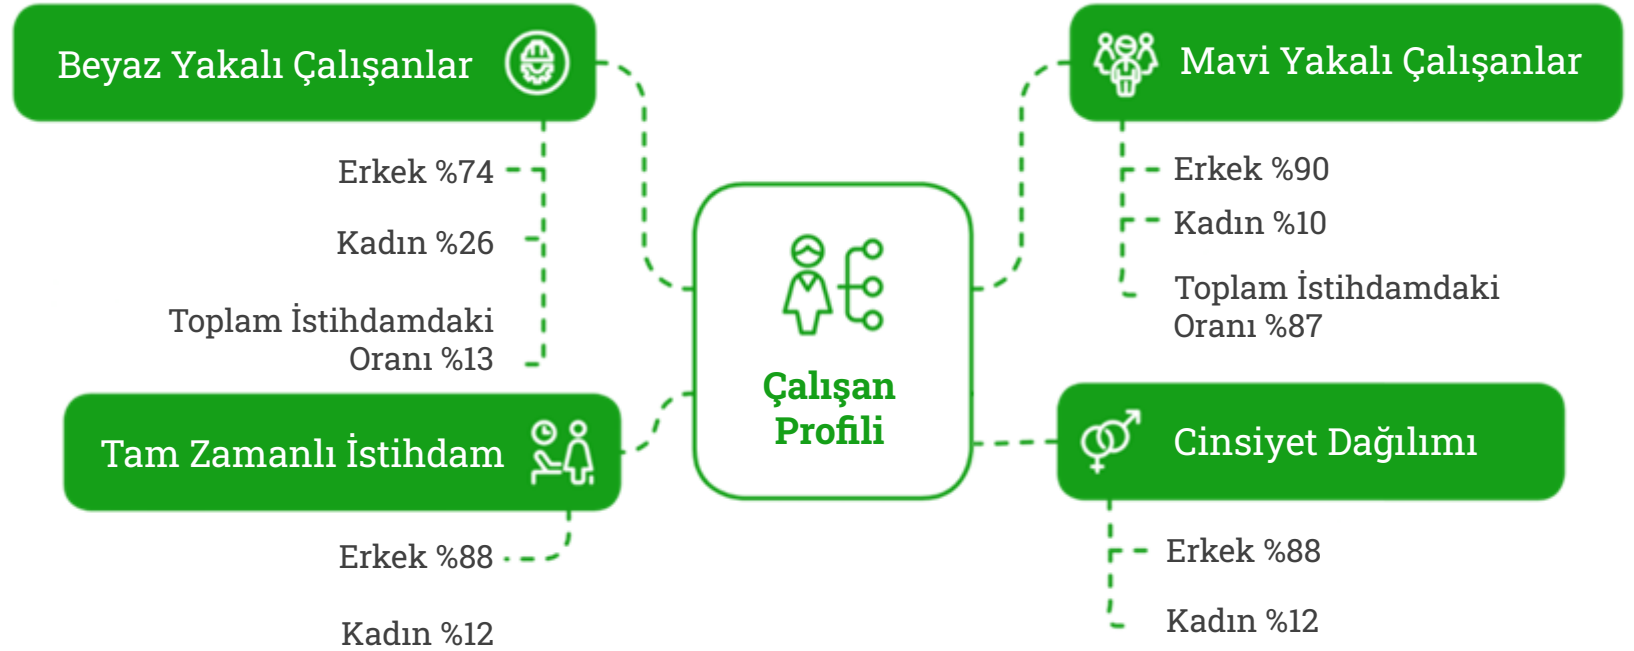 Beyaz Yakalı Çalışanlar
Erkek %74
Kadın %26
Toplam İstihdamdaki
Oranı %13
Mavi Yakalı Çalışanlar
Erkek %90
Kadın %10
Toplam İstihdamdaki
Oranı %87
Çalışan
Profili
Tam Zamanlı İstihdam
Erkek %88
Kadın %12
Cinsiyet Dağılımı
Erkek %88
Kadın %12